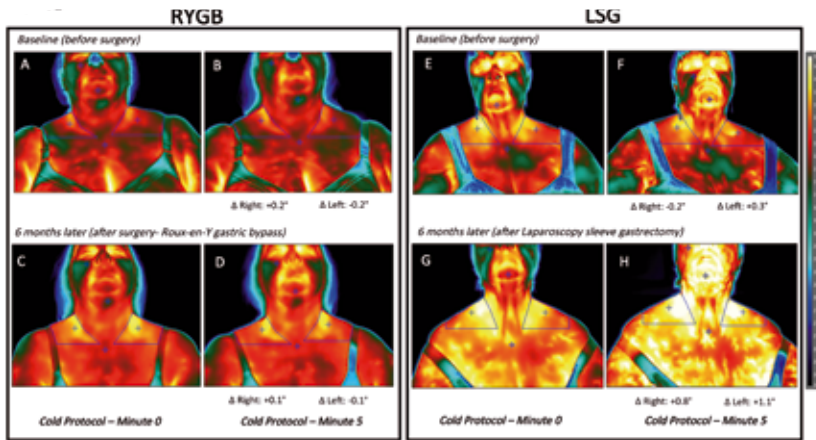 RYGB
Baseline (before surgery)
A
B
Δ Right: +0.2° Δ Left: -0.2°
6 months later (after surgery- Roux-en-Y gastric bypass)
C
D
Δ Right: +0.1° Δ Left: -0.1°
Cold Protocol – Minute 0 Cold Protocol – Minute 5
LSG
Baseline (before surgery)
E
F
Δ Right: -0.2° Δ Left: +0.3°
6 months later (after Laparoscopy sleeve gastrectomy)
G
H
Δ Right: +0.8° Δ Left: +1.1°
Cold Protocol – Minute 0 Cold Protocol – Minute 5